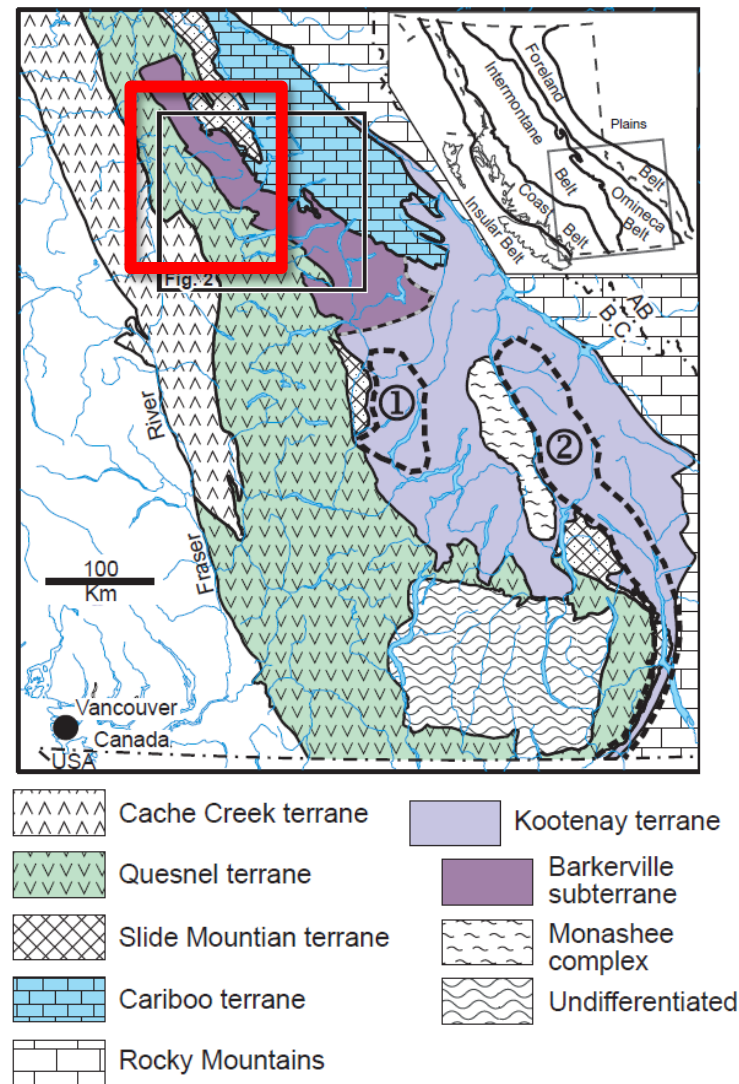 Foreland
Intermontane
Plains
Belt
Coast
Belt
Belt
Omineca
Belt
Insular Belt
Fig. 2
AB
B.C.
①
②
River
Fraser
100
Km
Vancouver
Canada
USA
Cache Creek terrane
Kootenay terrane
Quesnel terrane
Barkerville
subterrane
Slide Mountian terrane
Monashee
complex
Cariboo terrane
Undifferentiated
Rocky Mountains